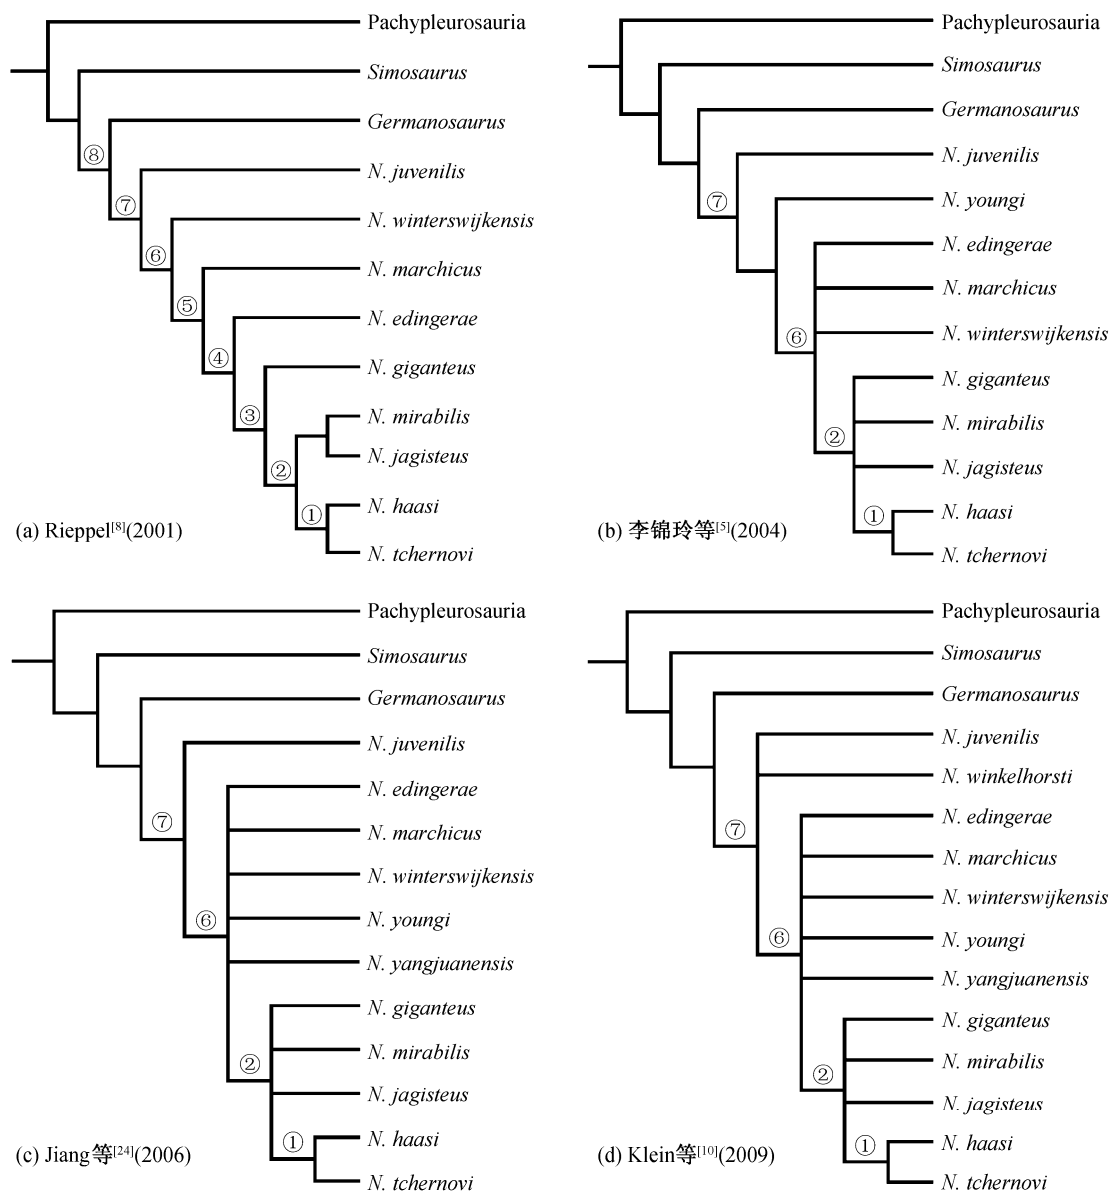 Pachypleurosauria
Simosaurus
Germanosaurus
⑧
N. juvenilis
⑦
N. winterswijkensis
⑥
N. marchicus
⑤
N. edingerae
④
N. giganteus
③
N. mirabilis
N. jagisteus
②
N. haasi
①
N. tchernovi
(a) Rieppel[8](2001)
Pachypleurosauria
Simosaurus
Germanosaurus
N. juvenilis
⑦
N. youngi
N. edingerae
N. marchicus
N. winterswijkensis
⑥
N. giganteus
N. mirabilis
②
N. jagisteus
N. haasi
①
N. tchernovi
(b) 李锦玲等[5](2004)
Pachypleurosauria
Simosaurus
Germanosaurus
N. juvenilis
N. edingerae
⑦
N. marchicus
N. winterswijkensis
N. youngi
⑥
N. yangjuanensis
N. giganteus
N. mirabilis
②
N. jagisteus
N. haasi
①
N. tchernovi
(c) Jiang等[24](2006)
Pachypleurosauria
Simosaurus
Germanosaurus
N. juvenilis
N. winkelhorsti
N. edingerae
⑦
N. marchicus
N. winterswijkensis
N. youngi
⑥
N. yangjuanensis
N. giganteus
N. mirabilis
②
N. jagisteus
N. haasi
①
N. tchernovi
(d) Klein等[10](2009)